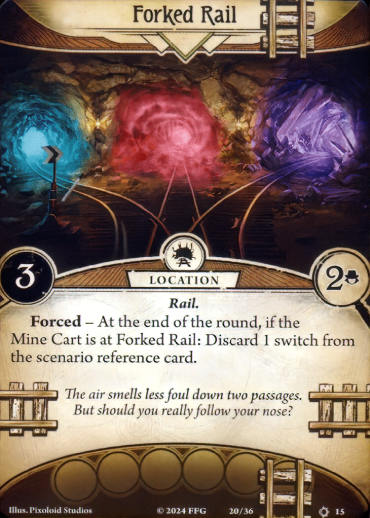 Forked Rail
3
LOCATION
2
Rail.
Forced – At the end of the round, if the
Mine Cart is at Forked Rail: Discard 1 switch from
the scenario reference card.
The air smells less foul down two passages.
But should you really follow your nose?
Illus. Pixoloid Studios © 2024 FFG 20/36 15